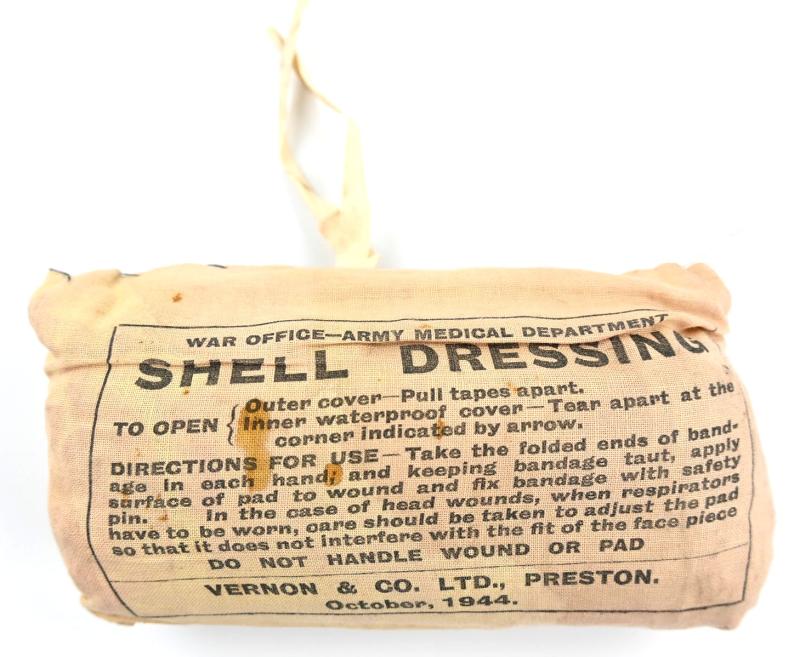 WAR OFFICE—ARMY MEDICAL DEPARTMENT
SHELL DRESSING
TO OPEN { Outer cover—Pull tapes apart.
Inner waterproof cover—Tear apart at the
corner indicated by arrow.
DIRECTIONS FOR USE—Take the folded ends of band-
age in each hand; and keeping bandage taut, apply
surface of pad to wound and fix bandage with safety
pin. In the case of head wounds, when respirators
have to be worn, care should be taken to adjust the pad
so that it does not interfere with the fit of the face piece
DO NOT HANDLE WOUND OR PAD
VERNON & CO. LTD., PRESTON.
October, 1944.